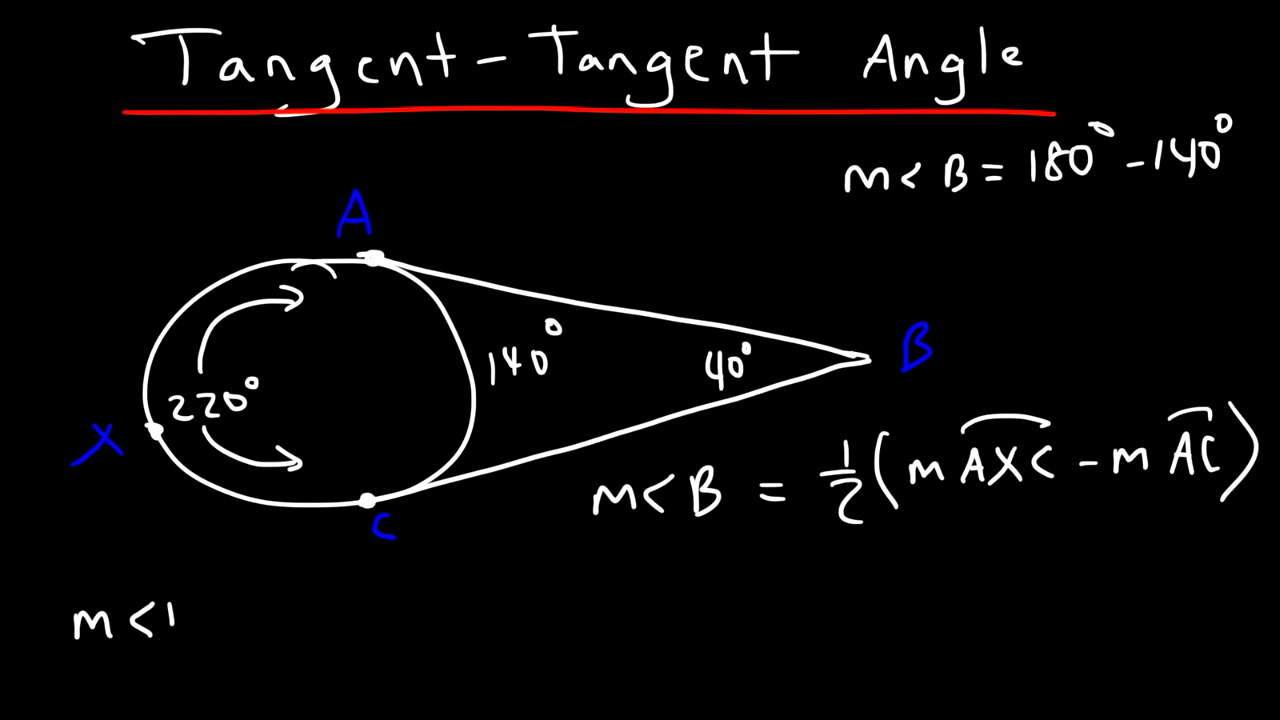 Tangent - Tangent Angle
m< B = 180° - 140°
A
140°
40°
B
220°
X
m< B = 1/2 (m AXC - m AC)
C
m <1